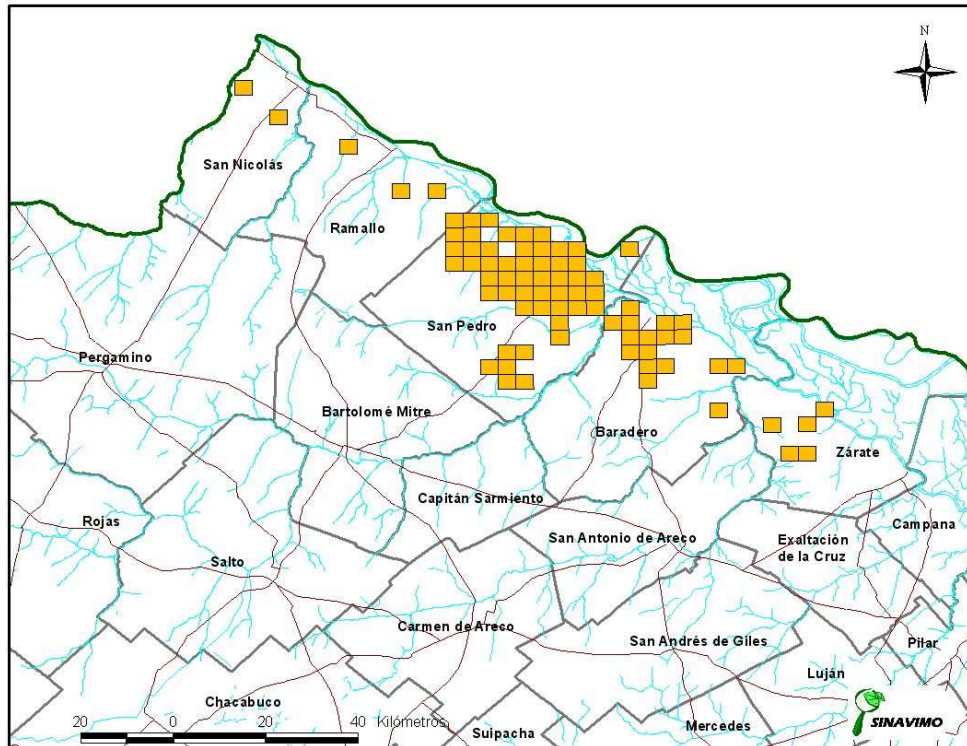 N
San Nicolás
Ramallo
San Pedro
Pergamino
Bartolomé Mitre
Baradero
Zárate
Capitán Sarmiento
Rojas
Campana
San Antonio de Areco
Exaltación
de la Cruz
Salto
Carmen de Areco
San Andrés de Giles
Pilar
Luján
Chacabuco
20 0 20 40 Kilómetros
Mercedes
Suipacha
SINAVIMO